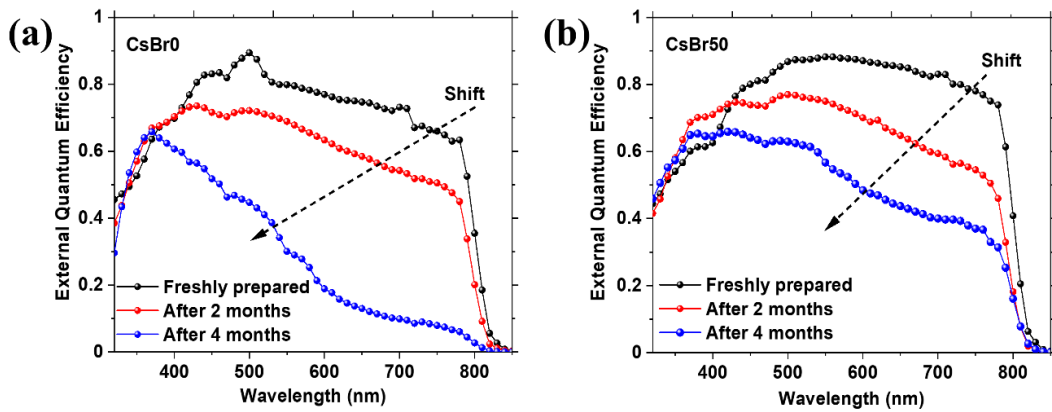 (a)
CsBr0
Shift
Freshly prepared
After 2 months
After 4 months
External Quantum Efficiency
1
0.8
0.6
0.4
0.2
0
400 500 600 700 800
Wavelength (nm)
(b)
CsBr50
Shift
Freshly prepared
After 2 months
After 4 months
External Quantum Efficiency
1
0.8
0.6
0.4
0.2
0
400 500 600 700 800
Wavelength (nm)